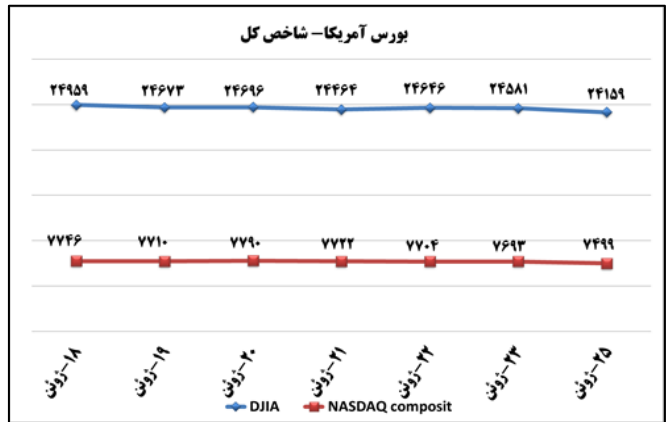 بورس آمریکا- شاخص کل
۲۴۹۵۹ ۲۴۶۷۳ ۲۴۶۹۶ ۲۴۴۶۴ ۲۴۶۴۶ ۲۴۵۸۱ ۲۴۱۵۹
۷۷۴۶ ۷۷۱۰ ۷۷۹۰ ۷۷۲۲ ۷۷۰۴ ۷۶۹۳ ۷۴۹۹
۱۸-ژوئن ۱۹-ژوئن ۲۰-ژوئن ۲۱-ژوئن ۲۲-ژوئن ۲۳-ژوئن ۲۵-ژوئن
DJIA NASDAQ composit